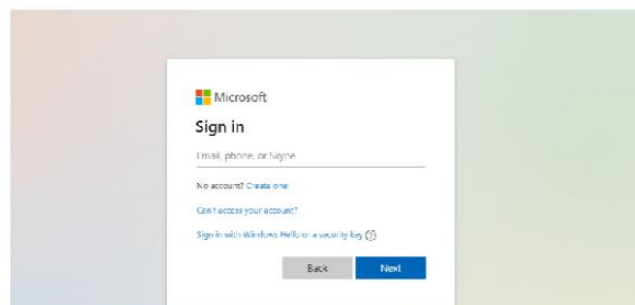 Microsoft
Sign in
Email, phone, or Skype
No account? Create one!
Can't access your account?
Sign in with Windows Hello or a security key ?
Back Next